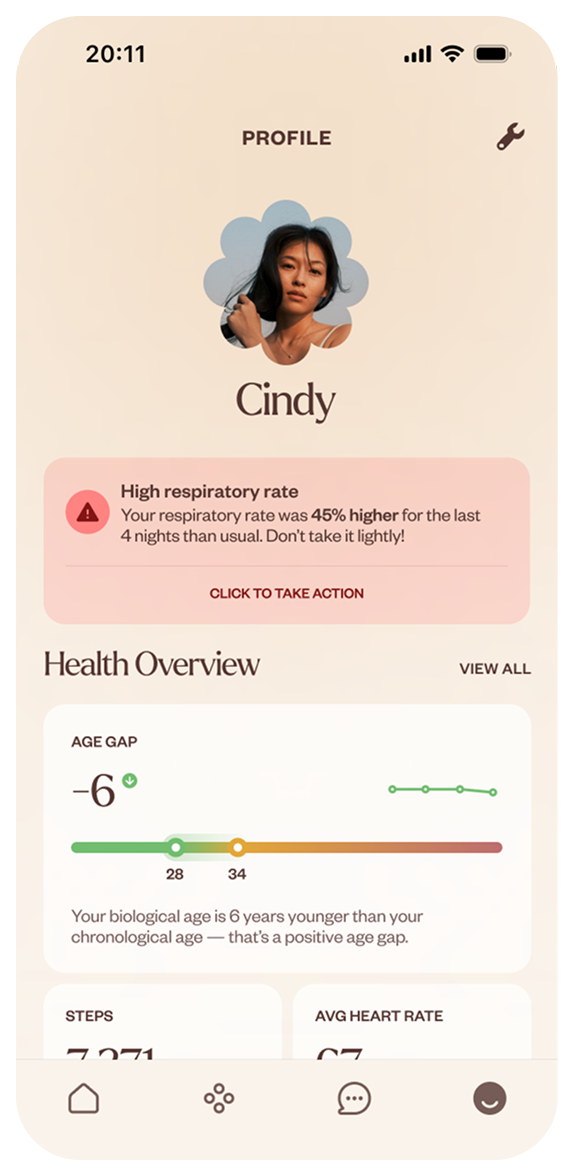 20:11
PROFILE
Cindy
High respiratory rate
Your respiratory rate was 45% higher for the last
4 nights than usual. Don't take it lightly!
CLICK TO TAKE ACTION
Health Overview
VIEW ALL
AGE GAP
–6
28
34
Your biological age is 6 years younger than your
chronological age — that's a positive age gap.
STEPS
AVG HEART RATE